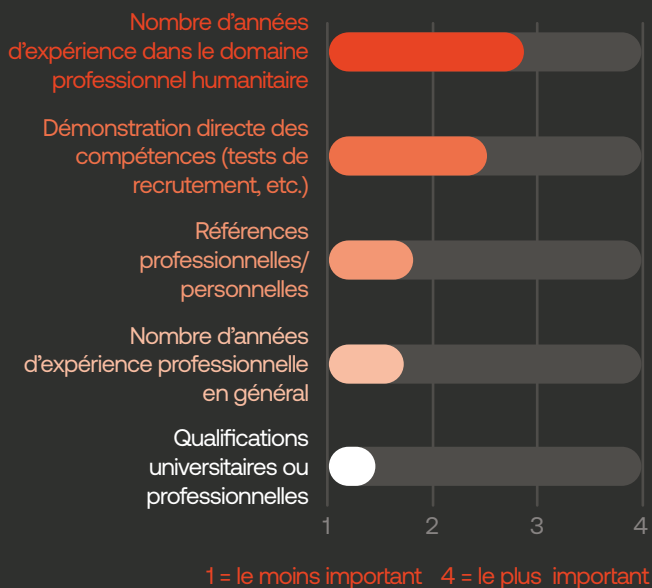 Nombre d’années
d’expérience dans le domaine
professionnel humanitaire
Démonstration directe des
compétences (tests de
recrutement, etc.)
Références
professionnelles/
personnelles
Nombre d’années
d’expérience professionnelle
en général
Qualifications
universitaires ou
professionnelles
1 2 3 4
1 = le moins important 4 = le plus important